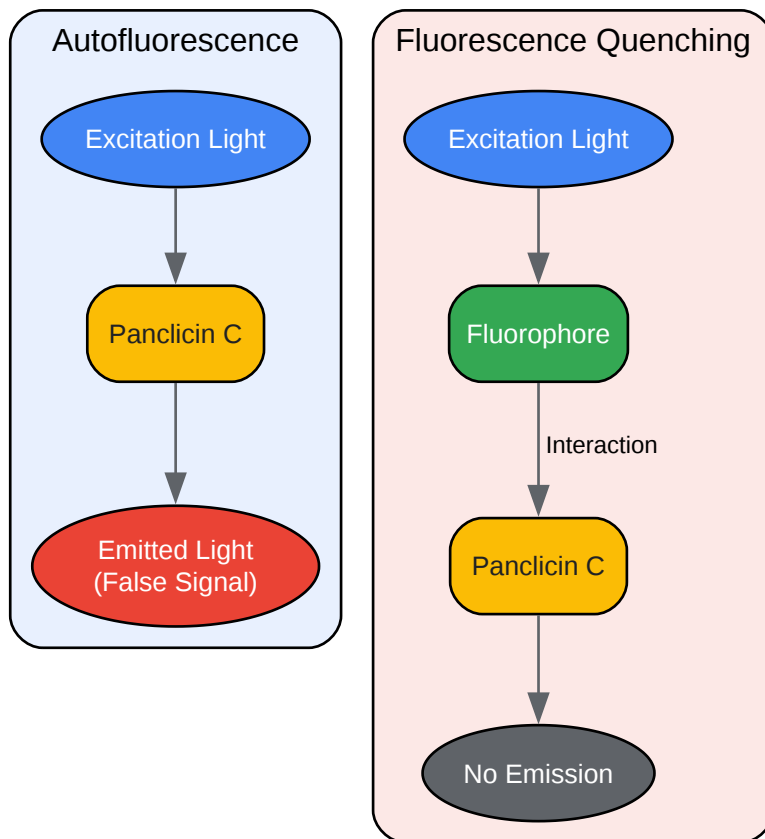 Autofluorescence
Excitation Light
Panclicin C
Emitted Light
(False Signal)
Fluorescence Quenching
Excitation Light
Fluorophore
Interaction
Panclicin C
No Emission